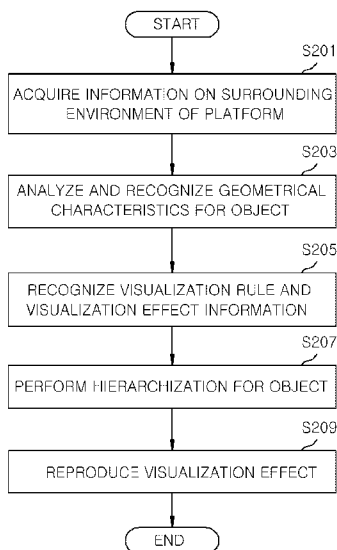 START
S201
ACQUIRE INFORMATION ON SURROUNDING
ENVIRONMENT OF PLATFORM
S203
ANALYZE AND RECOGNIZE GEOMETRICAL
CHARACTERISTICS FOR OBJECT
S205
RECOGNIZE VISUALIZATION RULE AND
VISUALIZATION EFFECT INFORMATION
S207
PERFORM HIERARCHIZATION FOR OBJECT
S209
REPRODUCE VISUALIZATION EFFECT
END